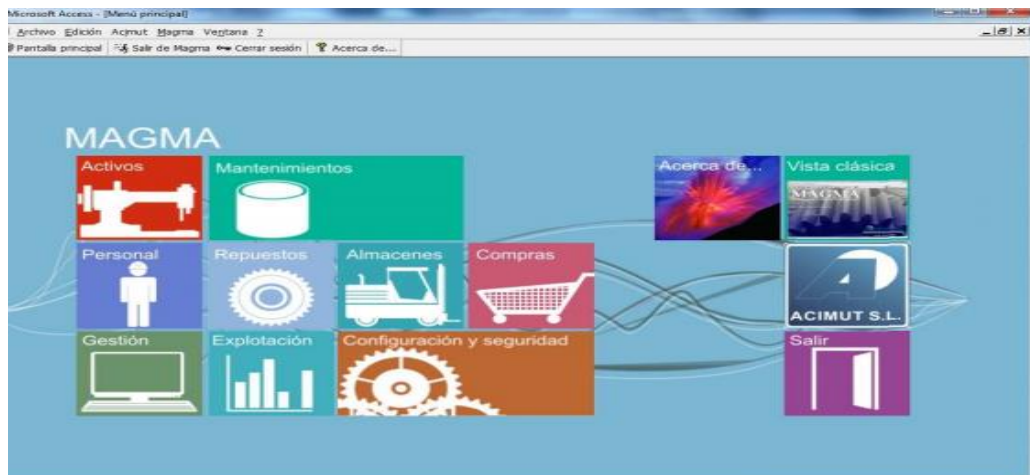 Microsoft Access - [Menú principal]
Archivo Edición Acimut Magma Ventana ?
Pantalla principal Salir de Magma Cerrar sesión Acerca de...
MAGMA
Activos
Mantenimientos
Acerca de...
Vista clásica
MAGMA
Personal
Repuestos
Almacenes
Compras
ACIMUT S.L.
Gestión
Explotación
Configuración y seguridad
Salir